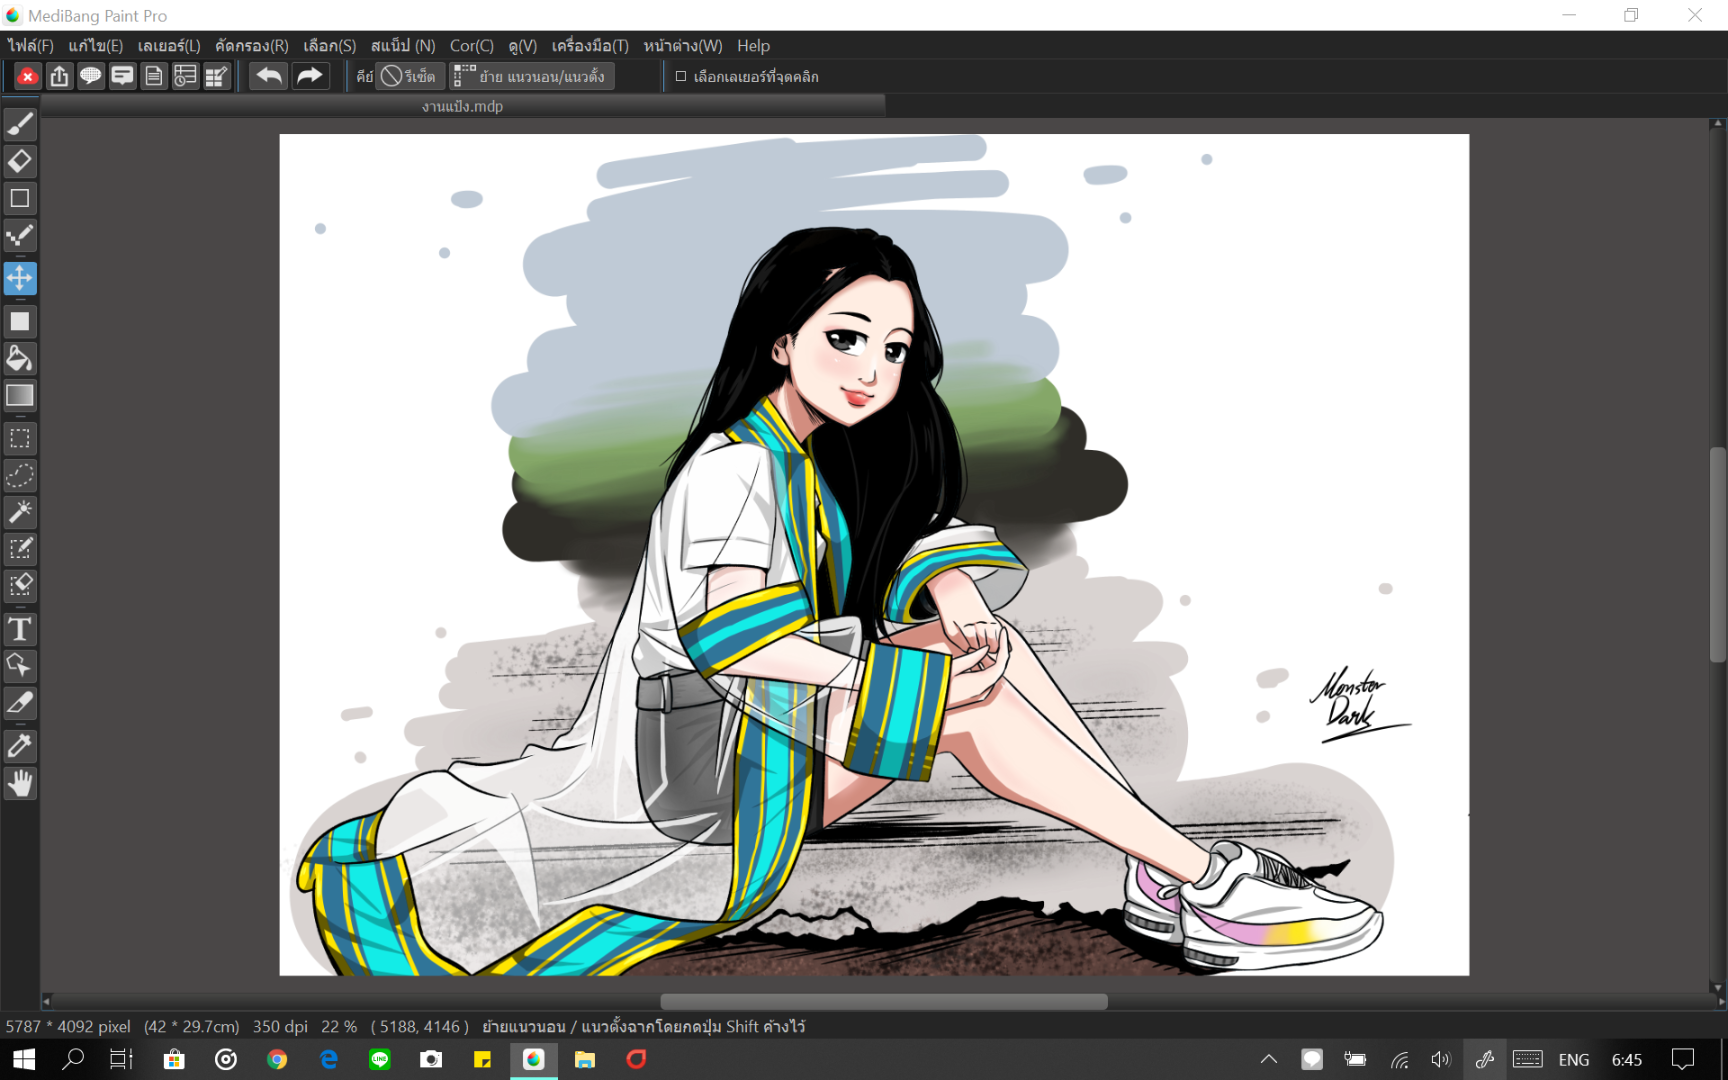 MediBang Paint Pro
ไฟล์(F) แก้ไข(E) เลเยอร์(L) คัดกรอง(R) เลือก(S) สแน็ป (N) Cor(C) ดู(V) เครื่องมือ(T) หน้าต่าง(W) Help
คีย์ รีเซ็ต ย้าย แนวนอน/แนวตั้ง เลือกเลเยอร์ที่จุดคลิก
งานแป้ง.mdp
T
Monster
Dark
5787 * 4092 pixel (42 * 29.7cm) 350 dpi 22 % ( 5188, 4146 ) ย้ายแนวนอน / แนวตั้งฉากโดยกดปุ่ม Shift ค้างไว้
LINE ENG 6:45